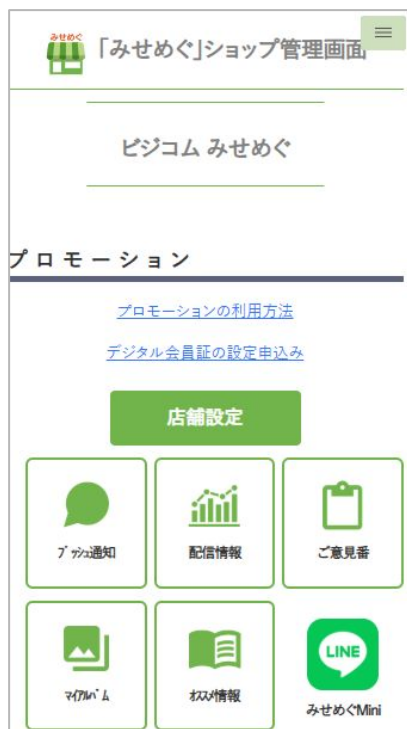 みせめぐ
「みせめぐ」ショップ管理画面
ビジコム みせめぐ
プロモーション
プロモーションの利用方法
デジタル会員証の設定申込み
店舗設定
プッシュ通知
配信情報
ご意見番
マイアルバム
オススメ情報
LINE
みせめぐMini